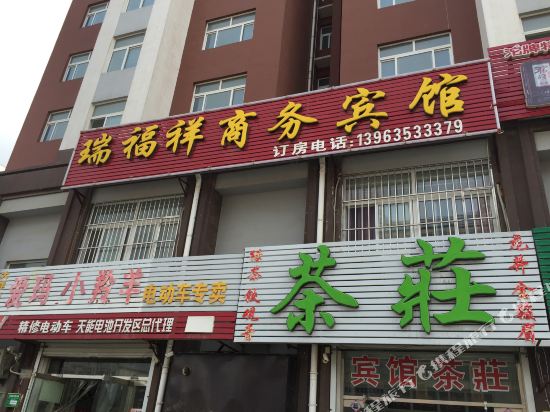 瑞福祥商务宾馆
订房电话：13963533379
小羚羊 电动车专卖
精修电动车 天能电池开发区总代理
茶莊
宾馆 茶莊